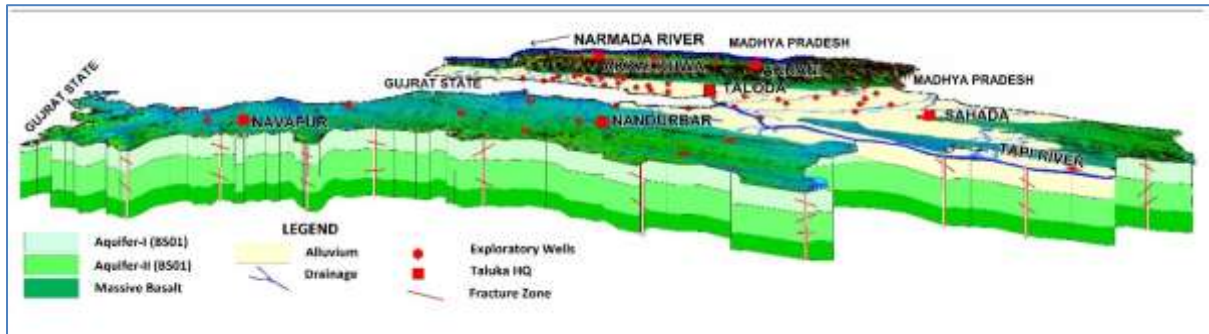 NARMADA RIVER
MADHYA PRADESH
GUJRAT STATE
MADHYA PRADESH
GUJRAT STATE
TALODA
NAVAPUR
NANDURBAR
SAHADA
TAPI RIVER
LEGEND
Aquifer-I (BS01)
Aquifer-II (BS01)
Massive Basalt
Alluvium
Drainage
Exploratory Wells
Taluka HQ
Fracture Zone